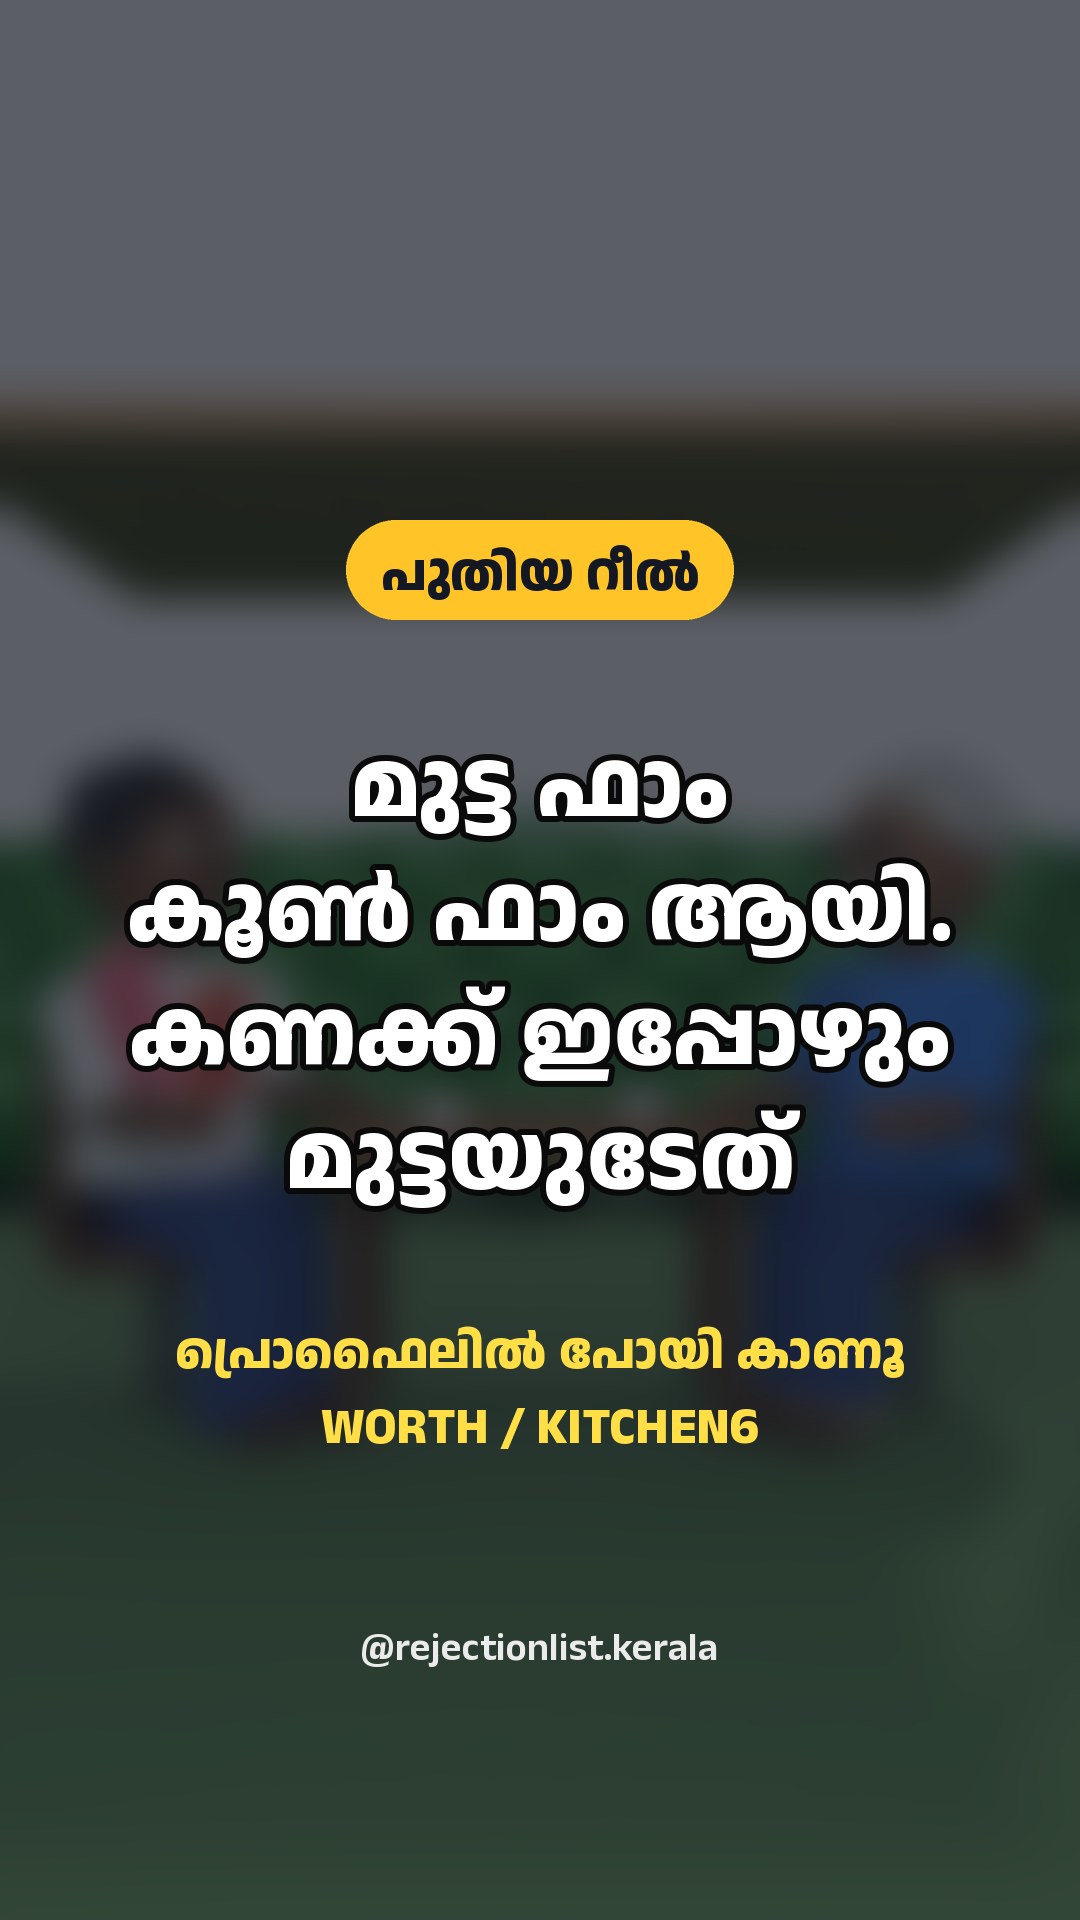 പുതിയ റീൽ
മുട്ട ഫാം
കൂൺ ഫാം ആയി.
കണക്ക് ഇപ്പോഴും
മുട്ടയുടേത്
പ്രൊഫൈലിൽ പോയി കാണൂ
WORTH / KITCHEN6
@rejectionlist.kerala